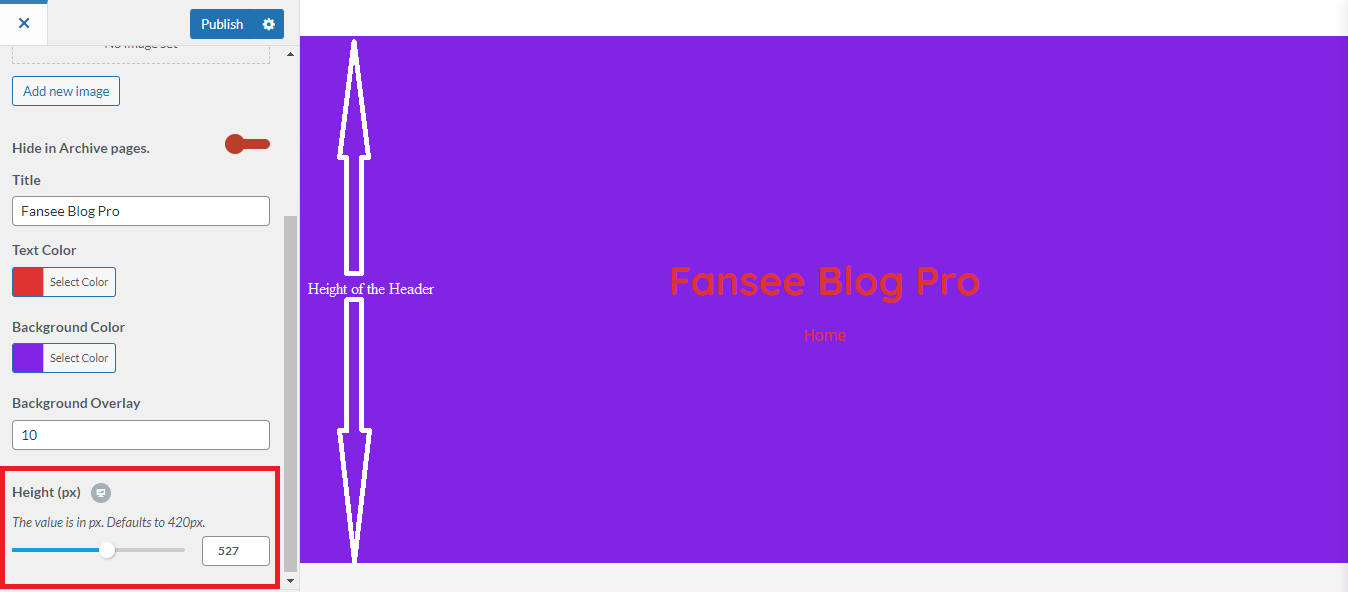 Publish
No image set
Add new image
Hide in Archive pages.
Title
Fansee Blog Pro
Text Color
Select Color
Background Color
Select Color
Background Overlay
10
Height (px)
The value is in px. Defaults to 420px.
527
Height of the Header
Fansee Blog Pro
Home